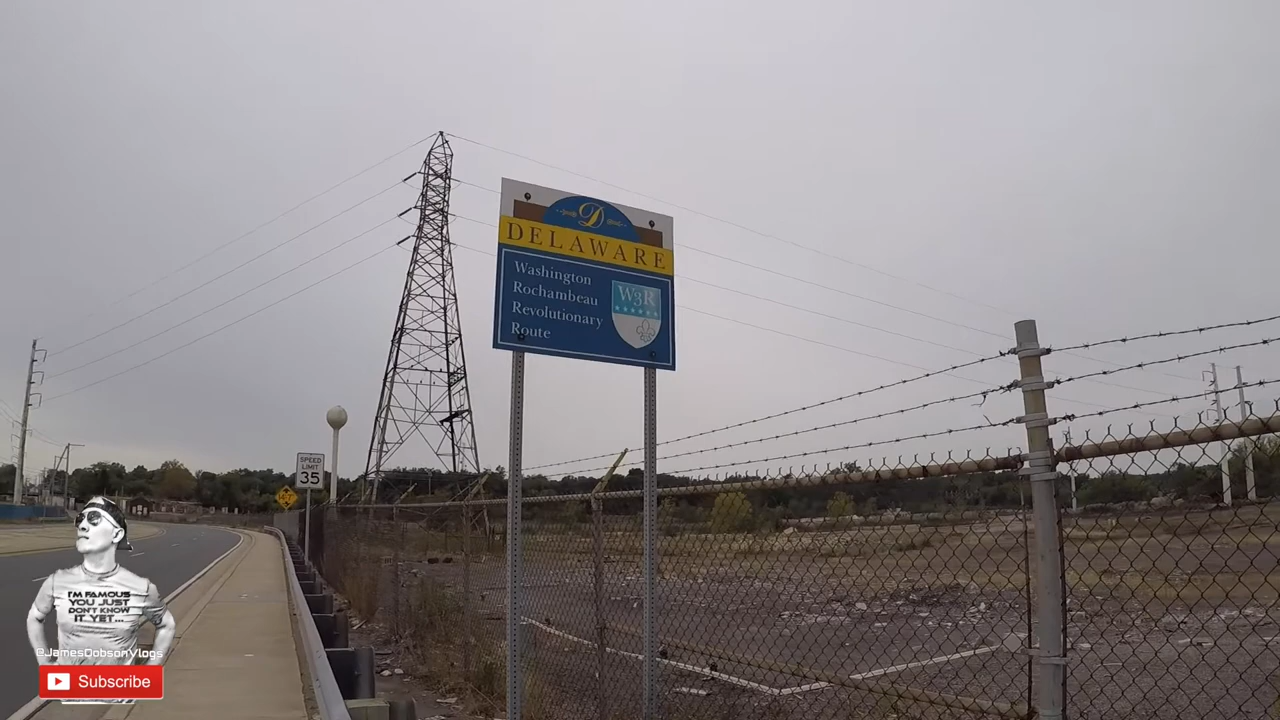 D
DELAWARE
Washington
Rochambeau
Revolutionary
Route
W3R
SPEED
LIMIT
35
I'M FAMOUS
YOU JUST
DON'T KNOW
IT YET...
@JamesDobsonVlogs
Subscribe